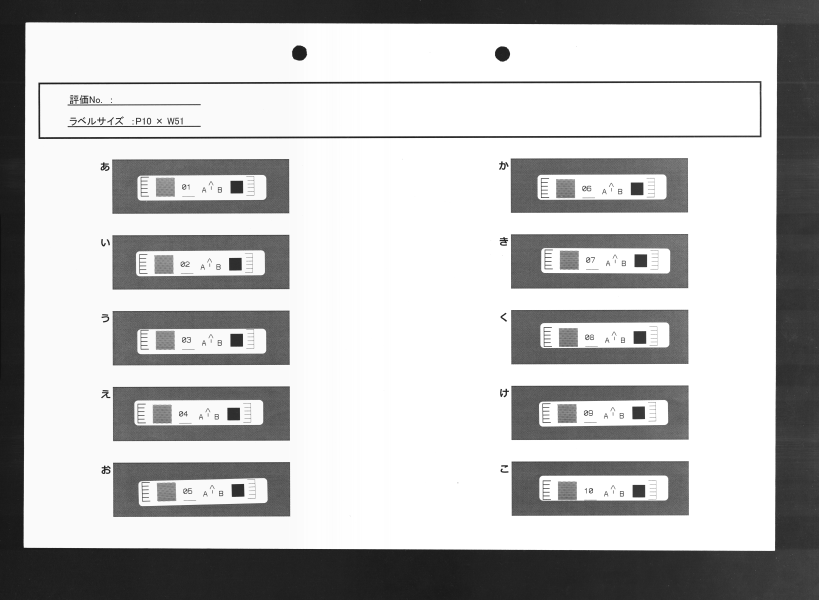 評価No. :
ラベルサイズ :P10 × W51
あ
01 A B
い
02 A B
う
03 A B
え
04 A B
お
05 A B
か
06 A B
き
07 A B
く
08 A B
け
09 A B
こ
10 A B